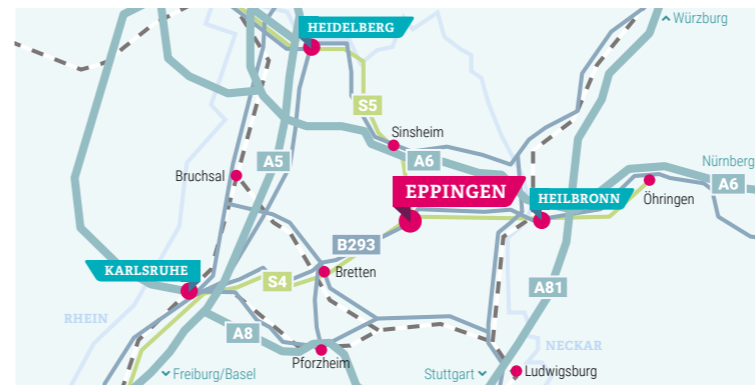 Würzburg
HEIDELBERG
S5
Sinsheim
A6
A5
Nürnberg
Bruchsal
EPPINGEN
A6
HEILBRONN
Öhringen
B293
KARLSRUHE
Bretten
S4
A81
RHEIN
A8
NECKAR
Pforzheim
Freiburg/Basel
Stuttgart
Ludwigsburg